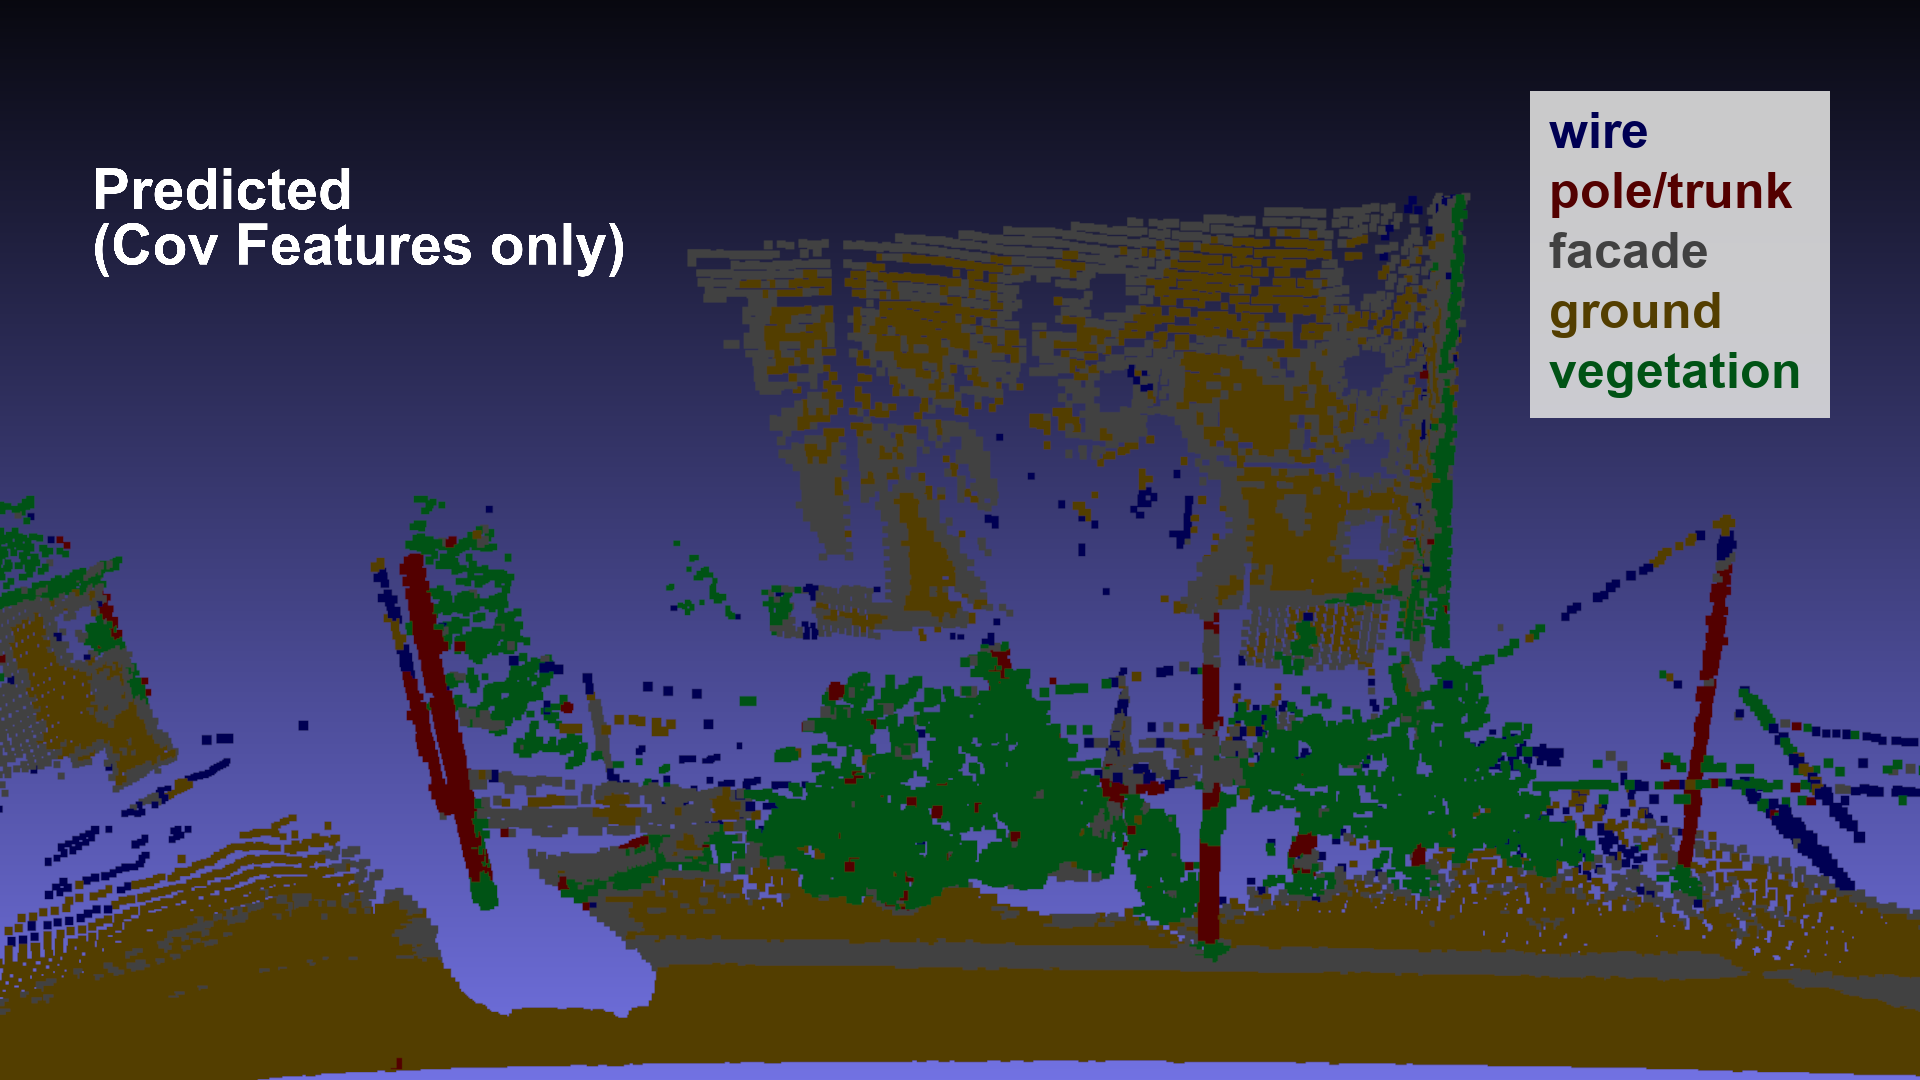 Predicted
(Cov Features only)
wire
pole/trunk
facade
ground
vegetation